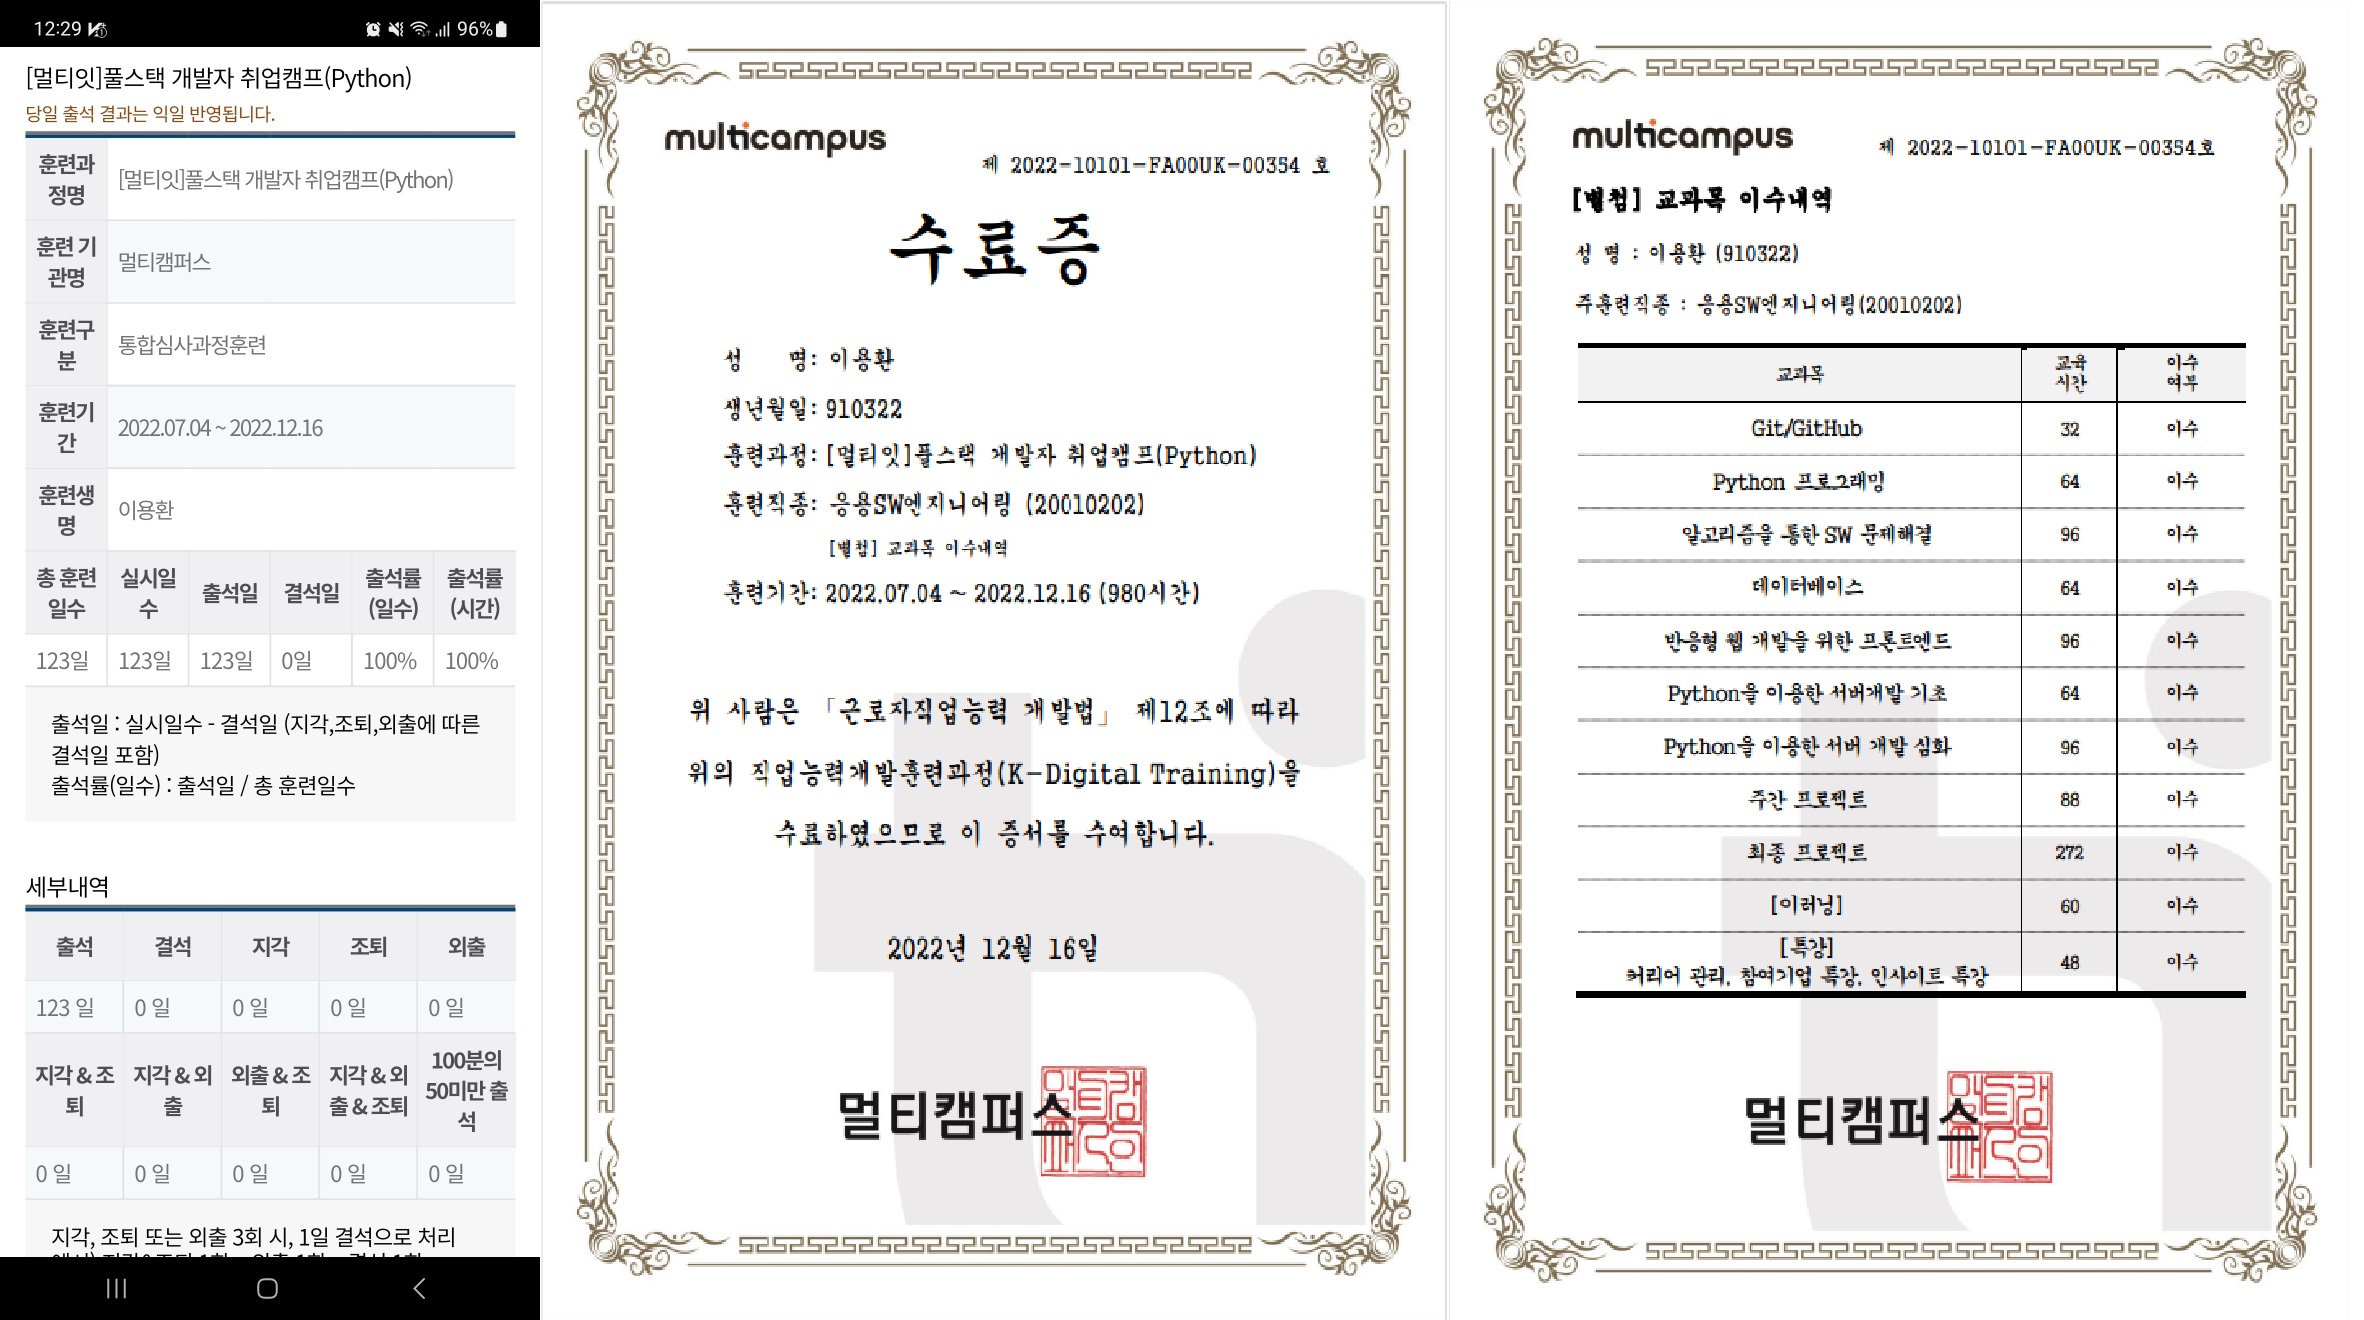 12:29
96%
[멀티잇]풀스택 개발자 취업캠프(Python)
당일 출석 결과는 익일 반영됩니다.
훈련과정명 [멀티잇]풀스택 개발자 취업캠프(Python)
훈련 기관명 멀티캠퍼스
훈련구분 통합심사과정훈련
훈련기간 2022.07.04 ~ 2022.12.16
훈련생명 이용환
총 훈련일수 실시일수 출석일 결석일 출석률(일수) 출석률(시간)
123일 123일 123일 0일 100% 100%
출석일 : 실시일수 - 결석일 (지각,조퇴,외출에 따른
결석일 포함)
출석률(일수) : 출석일 / 총 훈련일수
세부내역
출석 결석 지각 조퇴 외출
123 일 0 일 0 일 0 일 0 일
지각 & 조퇴 지각 & 외출 외출 & 조퇴 지각 & 외출 & 조퇴 100분의 50미만 출석
0 일 0 일 0 일 0 일 0 일
지각, 조퇴 또는 외출 3회 시, 1일 결석으로 처리
multicampus
제 2022-10101-FA00UK-00354 호
수료증
성 명: 이용환
생년월일: 910322
훈련과정: [멀티잇]풀스택 개발자 취업캠프(Python)
훈련직종: 응용SW엔지니어링 (20010202)
[별첨] 교과목 이수내역
훈련기간: 2022.07.04 ~ 2022.12.16 (980시간)
위 사람은 「근로자직업능력 개발법」 제12조에 따라
위의 직업능력개발훈련과정(K-Digital Training)을
수료하였으므로 이 증서를 수여합니다.
2022년 12월 16일
멀티캠퍼스
multicampus
제 2022-10101-FA00UK-00354호
[별첨] 교과목 이수내역
성 명 : 이용환 (910322)
주훈련직종 : 응용SW엔지니어링(20010202)
교과목 교육시간 이수여부
Git/GitHub 32 이수
Python 프로그래밍 64 이수
알고리즘을 통한 SW 문제해결 96 이수
데이터베이스 64 이수
반응형 웹 개발을 위한 프론트엔드 96 이수
Python을 이용한 서버개발 기초 64 이수
Python을 이용한 서버 개발 심화 96 이수
주간 프로젝트 88 이수
최종 프로젝트 272 이수
[이러닝] 60 이수
[특강]
커리어 관리, 참여기업 특강, 인사이트 특강 48 이수
멀티캠퍼스